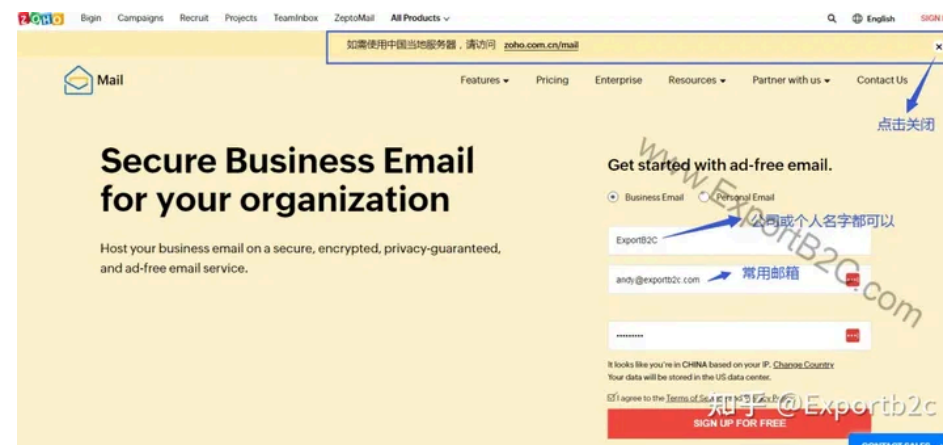 ZOHO Bigin Campaigns Recruit Projects TeamInbox ZeptoMail All Products English SIGN
如需使用中国当地服务器，请访问 zoho.com.cn/mail
Mail Features Pricing Enterprise Resources Partner with us Contact Us
点击关闭
Secure Business Email
for your organization
Host your business email on a secure, encrypted, privacy-guaranteed,
and ad-free email service.
Get started with ad-free email.
Business Email Personal Email
公司或个人名字都可以
ExportB2C
常用邮箱
andy@exportb2c.com
It looks like you're in CHINA based on your IP. Change Country
Your data will be stored in the US data center.
I agree to the Terms of
SIGN UP FOR FREE
CONTACT SALES
www.ExportB2C.com
知乎 @Exportb2c